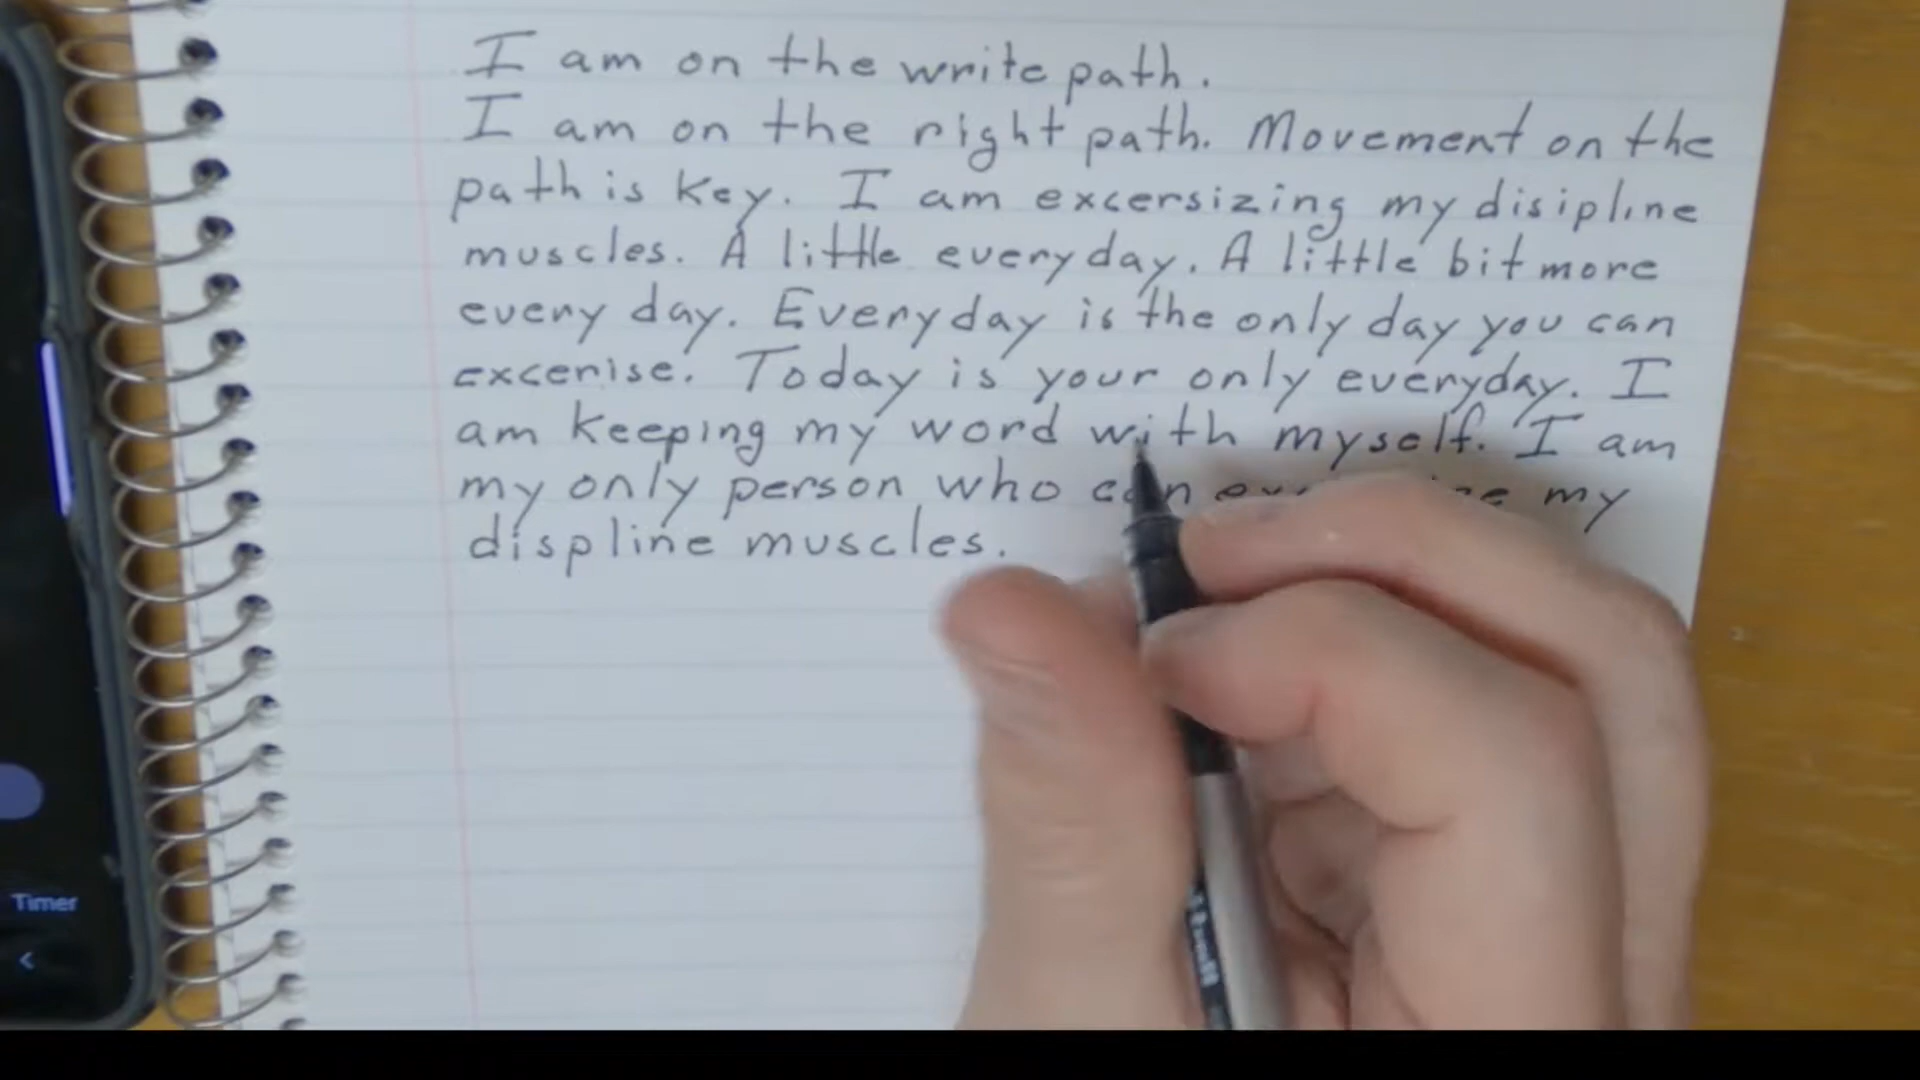 I am on the write path.
I am on the right path. Movement on the
path is key. I am excersizing my disipline
muscles. A little everyday. A little bit more
every day. Everyday is the only day you can
excerise. Today is your only everyday. I
am keeping my word with myself. I am
my only person who can my
displine muscles.
Timer